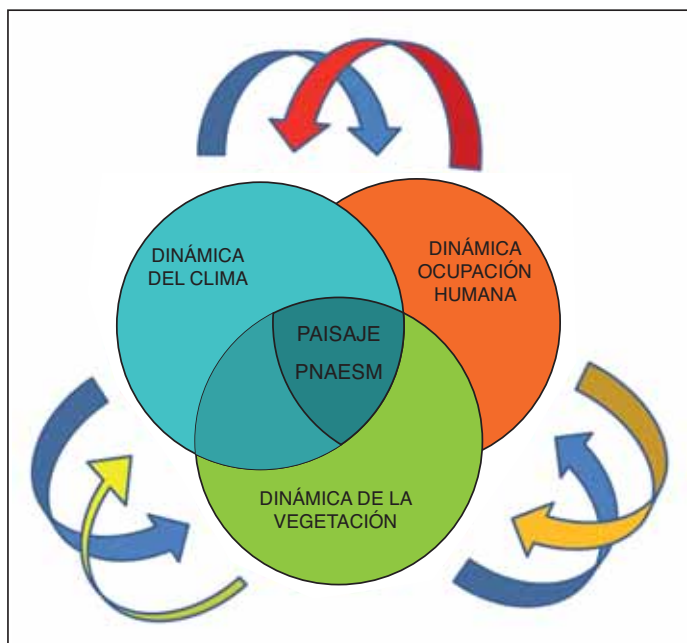 DINÁMICA
DEL CLIMA
DINÁMICA
OCUPACIÓN
HUMANA
PAISAJE
PNAESM
DINÁMICA DE LA
VEGETACIÓN